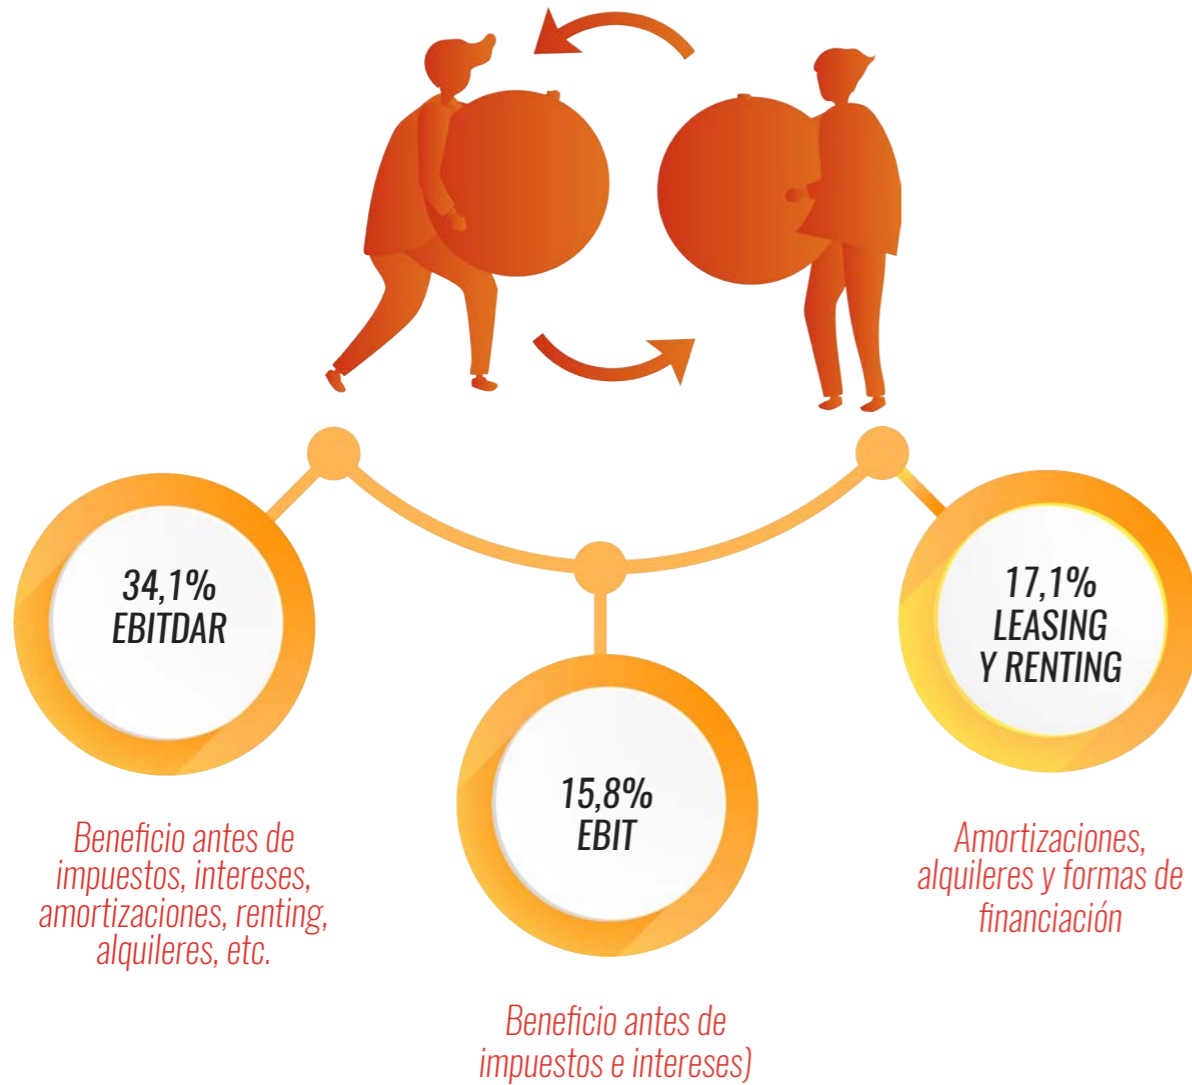 34,1%
EBITDAR
Beneficio antes de
impuestos, intereses,
amortizaciones, renting,
alquileres, etc.
15,8%
EBIT
Beneficio antes de
impuestos e intereses)
17,1%
LEASING
Y RENTING
Amortizaciones,
alquileres y formas de
financiación